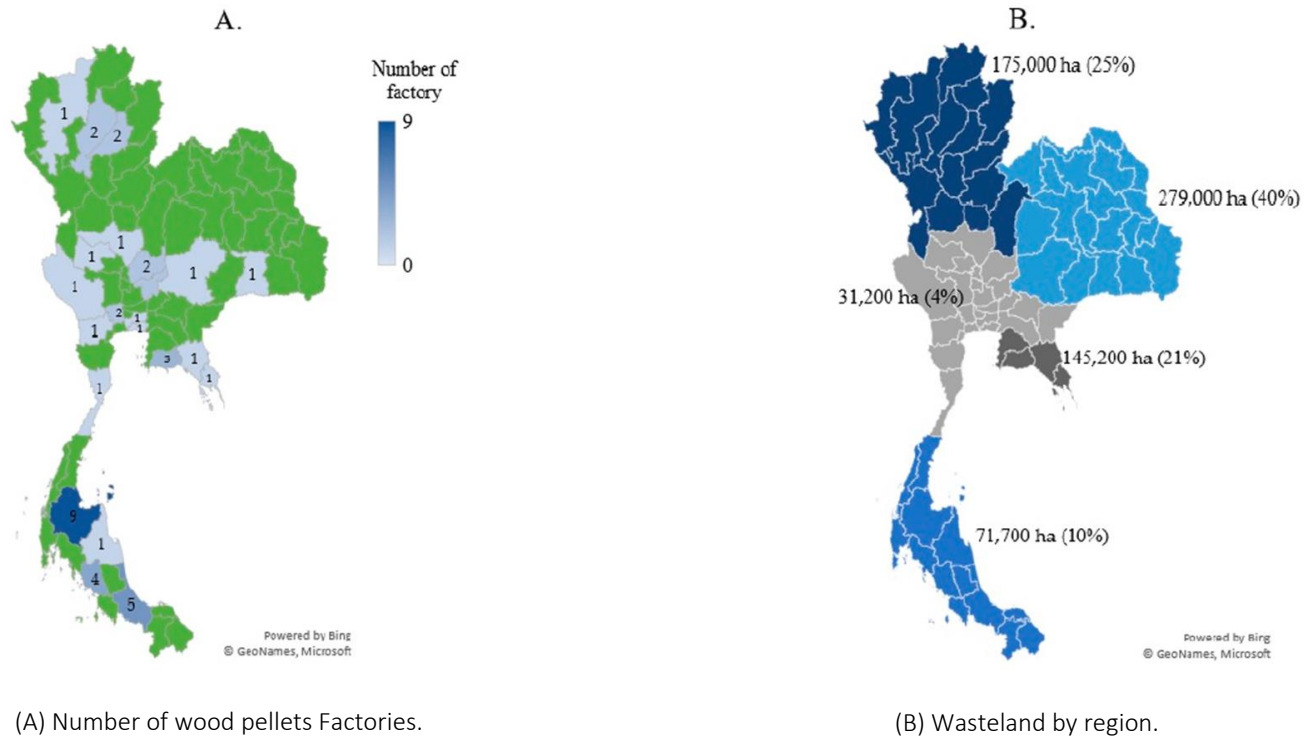 A.
Number of
factory
9
0
1
2
2
1
1
2
1
1
1
2
1
1
1
3
1
1
1
9
1
4
5
Powered by Bing
© GeoNames, Microsoft
(A) Number of wood pellets Factories.
B.
175,000 ha (25%)
279,000 ha (40%)
31,200 ha (4%)
145,200 ha (21%)
71,700 ha (10%)
Powered by Bing
© GeoNames, Microsoft
(B) Wasteland by region.